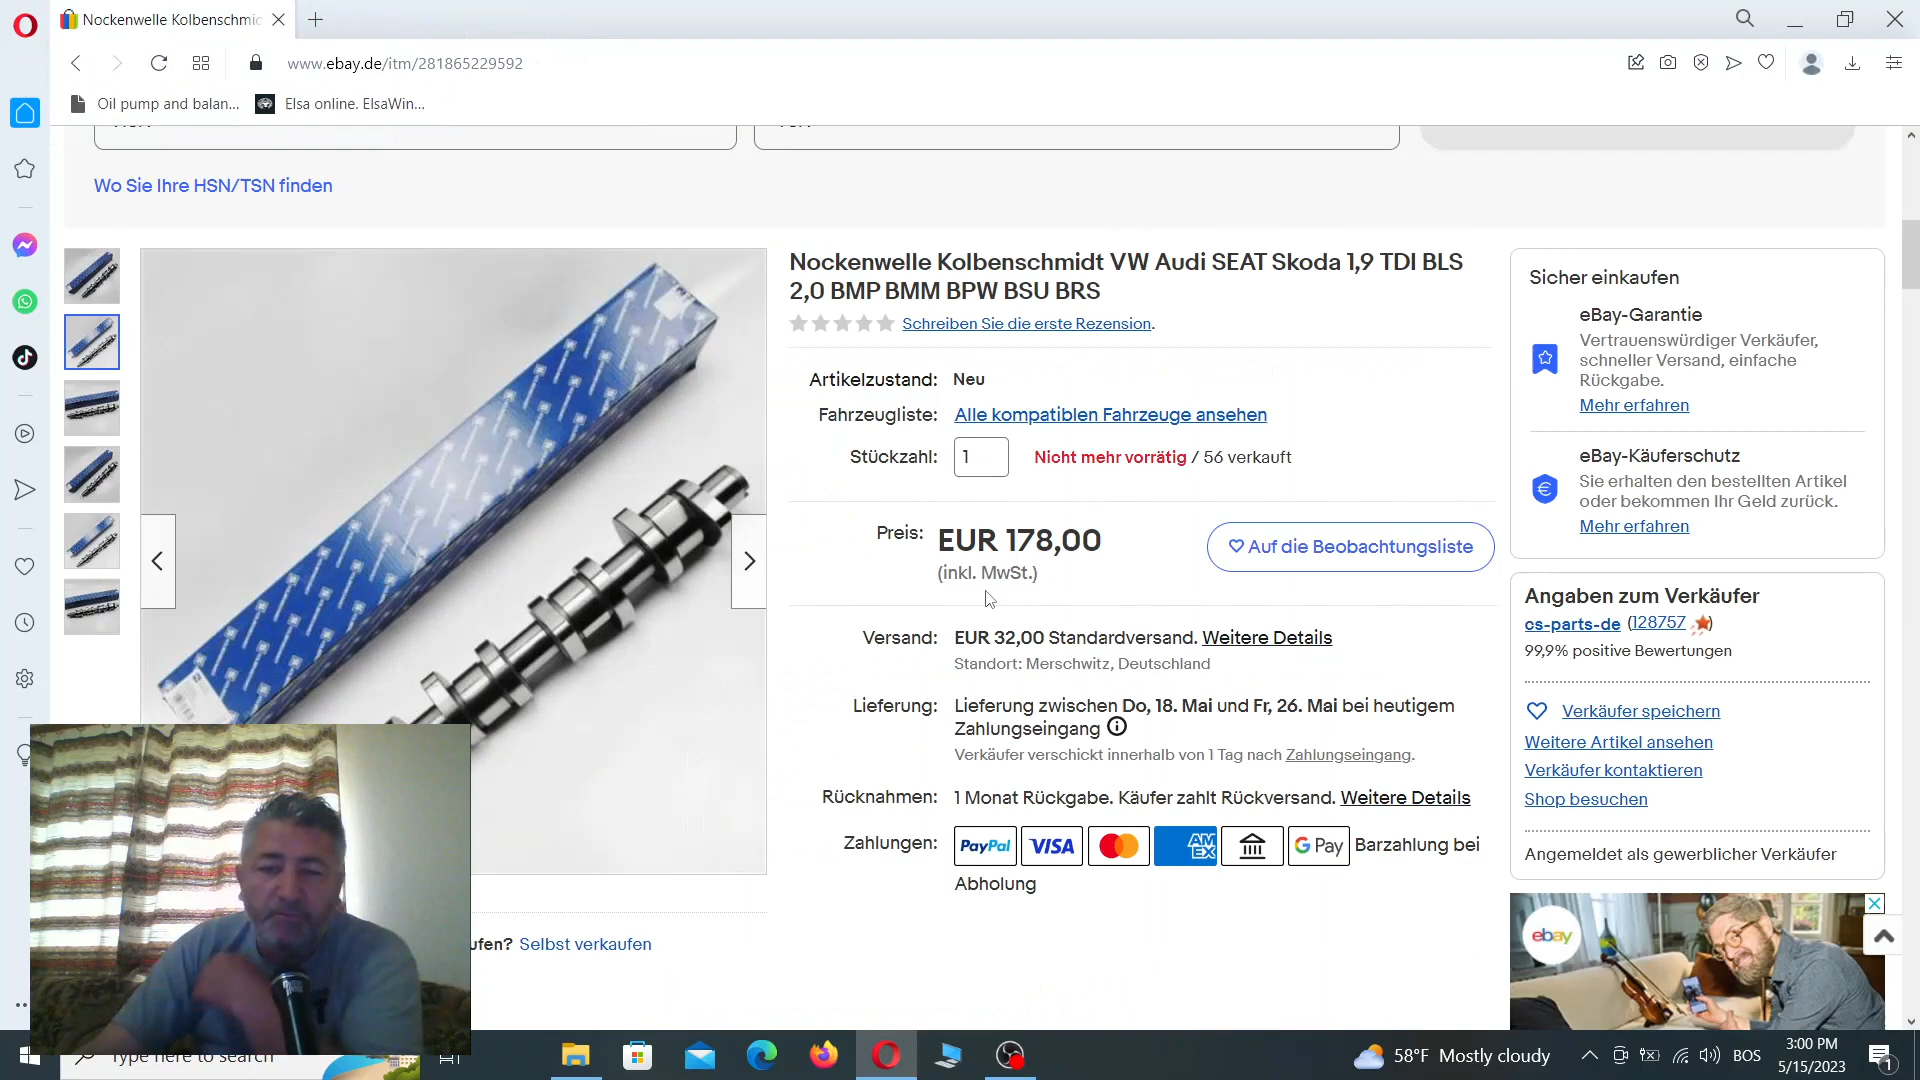 Nockenwelle Kolbenschmid
www.ebay.de/itm/281865229592
Oil pump and balan...
Elsa online. ElsaWin...
Wo Sie Ihre HSN/TSN finden
Nockenwelle Kolbenschmidt VW Audi SEAT Skoda 1,9 TDI BLS
2,0 BMP BMM BPW BSU BRS
Schreiben Sie die erste Rezension.
Artikelzustand: Neu
Fahrzeugliste: Alle kompatiblen Fahrzeuge ansehen
Stückzahl: 1 Nicht mehr vorrätig / 56 verkauft
Preis: EUR 178,00
(inkl. MwSt.)
Auf die Beobachtungsliste
Versand: EUR 32,00 Standardversand. Weitere Details
Standort: Merschwitz, Deutschland
Lieferung: Lieferung zwischen Do, 18. Mai und Fr, 26. Mai bei heutigem
Zahlungseingang
Verkäufer verschickt innerhalb von 1 Tag nach Zahlungseingang.
Rücknahmen: 1 Monat Rückgabe. Käufer zahlt Rückversand. Weitere Details
Zahlungen: PayPal VISA AMEX G Pay Barzahlung bei
Abholung
ufen? Selbst verkaufen
Sicher einkaufen
eBay-Garantie
Vertrauenswürdiger Verkäufer,
schneller Versand, einfache
Rückgabe.
Mehr erfahren
eBay-Käuferschutz
Sie erhalten den bestellten Artikel
oder bekommen Ihr Geld zurück.
Mehr erfahren
Angaben zum Verkäufer
cs-parts-de (128757)
99,9% positive Bewertungen
Verkäufer speichern
Weitere Artikel ansehen
Verkäufer kontaktieren
Shop besuchen
Angemeldet als gewerblicher Verkäufer
ebay
Type here to search
58°F Mostly cloudy
BOS
3:00 PM
5/15/2023
1